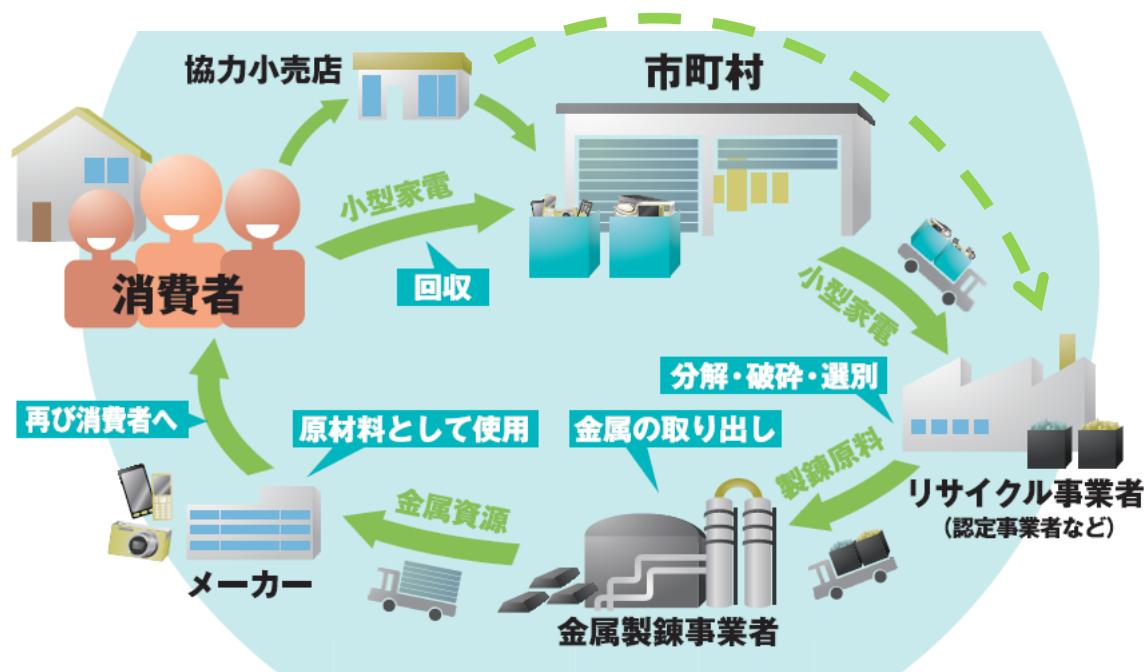 協力小売店
市町村
小型家電
回収
消費者
小型家電
分解・破砕・選別
再び消費者へ
原材料として使用
金属の取り出し
製錬原料
リサイクル事業者
(認定事業者など)
金属資源
メーカー
金属製錬事業者